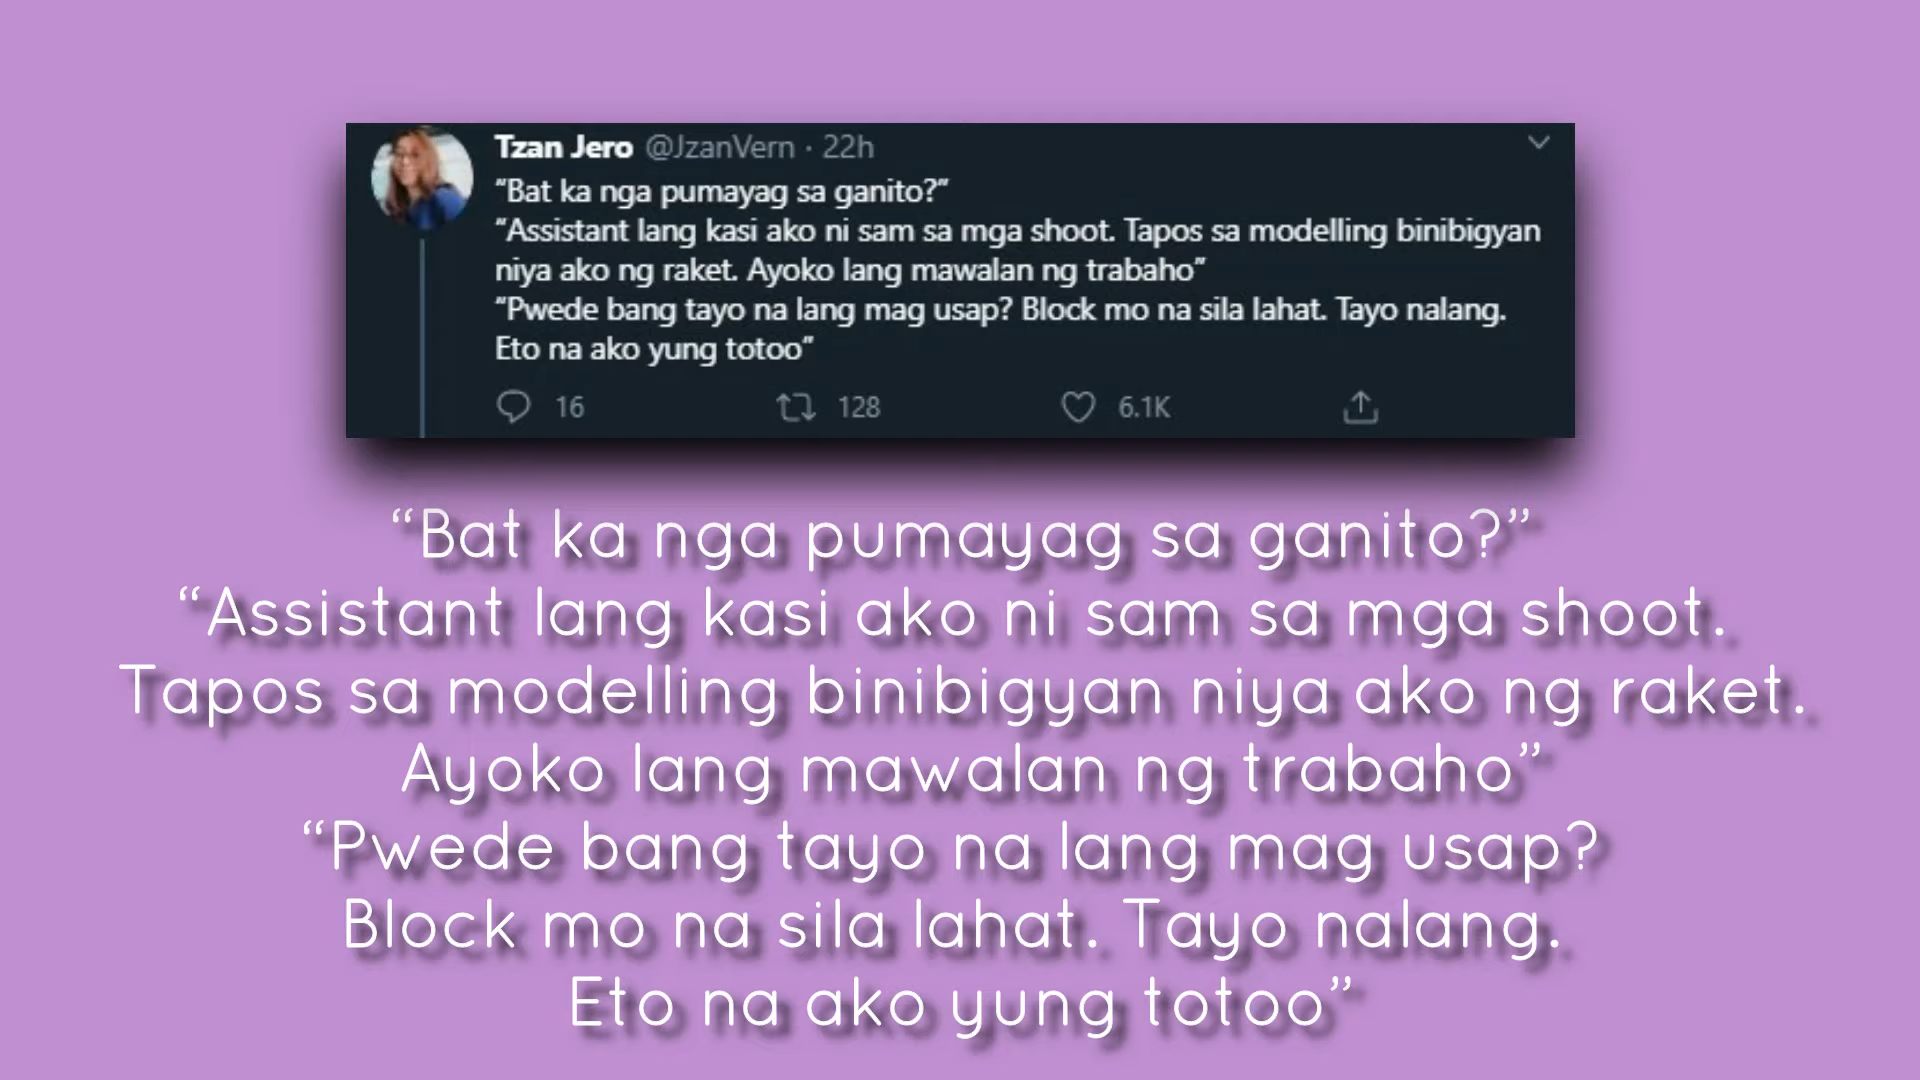 Tzan Jero @JzanVern · 22h
"Bat ka nga pumayag sa ganito?"
"Assistant lang kasi ako ni sam sa mga shoot. Tapos sa modelling binibigyan
niya ako ng raket. Ayoko lang mawalan ng trabaho"
"Pwede bang tayo na lang mag usap? Block mo na sila lahat. Tayo nalang.
Eto na ako yung totoo"
16 128 6.1K
“Bat ka nga pumayag sa ganito?”
“Assistant lang kasi ako ni sam sa mga shoot.
Tapos sa modelling binibigyan niya ako ng raket.
Ayoko lang mawalan ng trabaho”
“Pwede bang tayo na lang mag usap?
Block mo na sila lahat. Tayo nalang.
Eto na ako yung totoo”